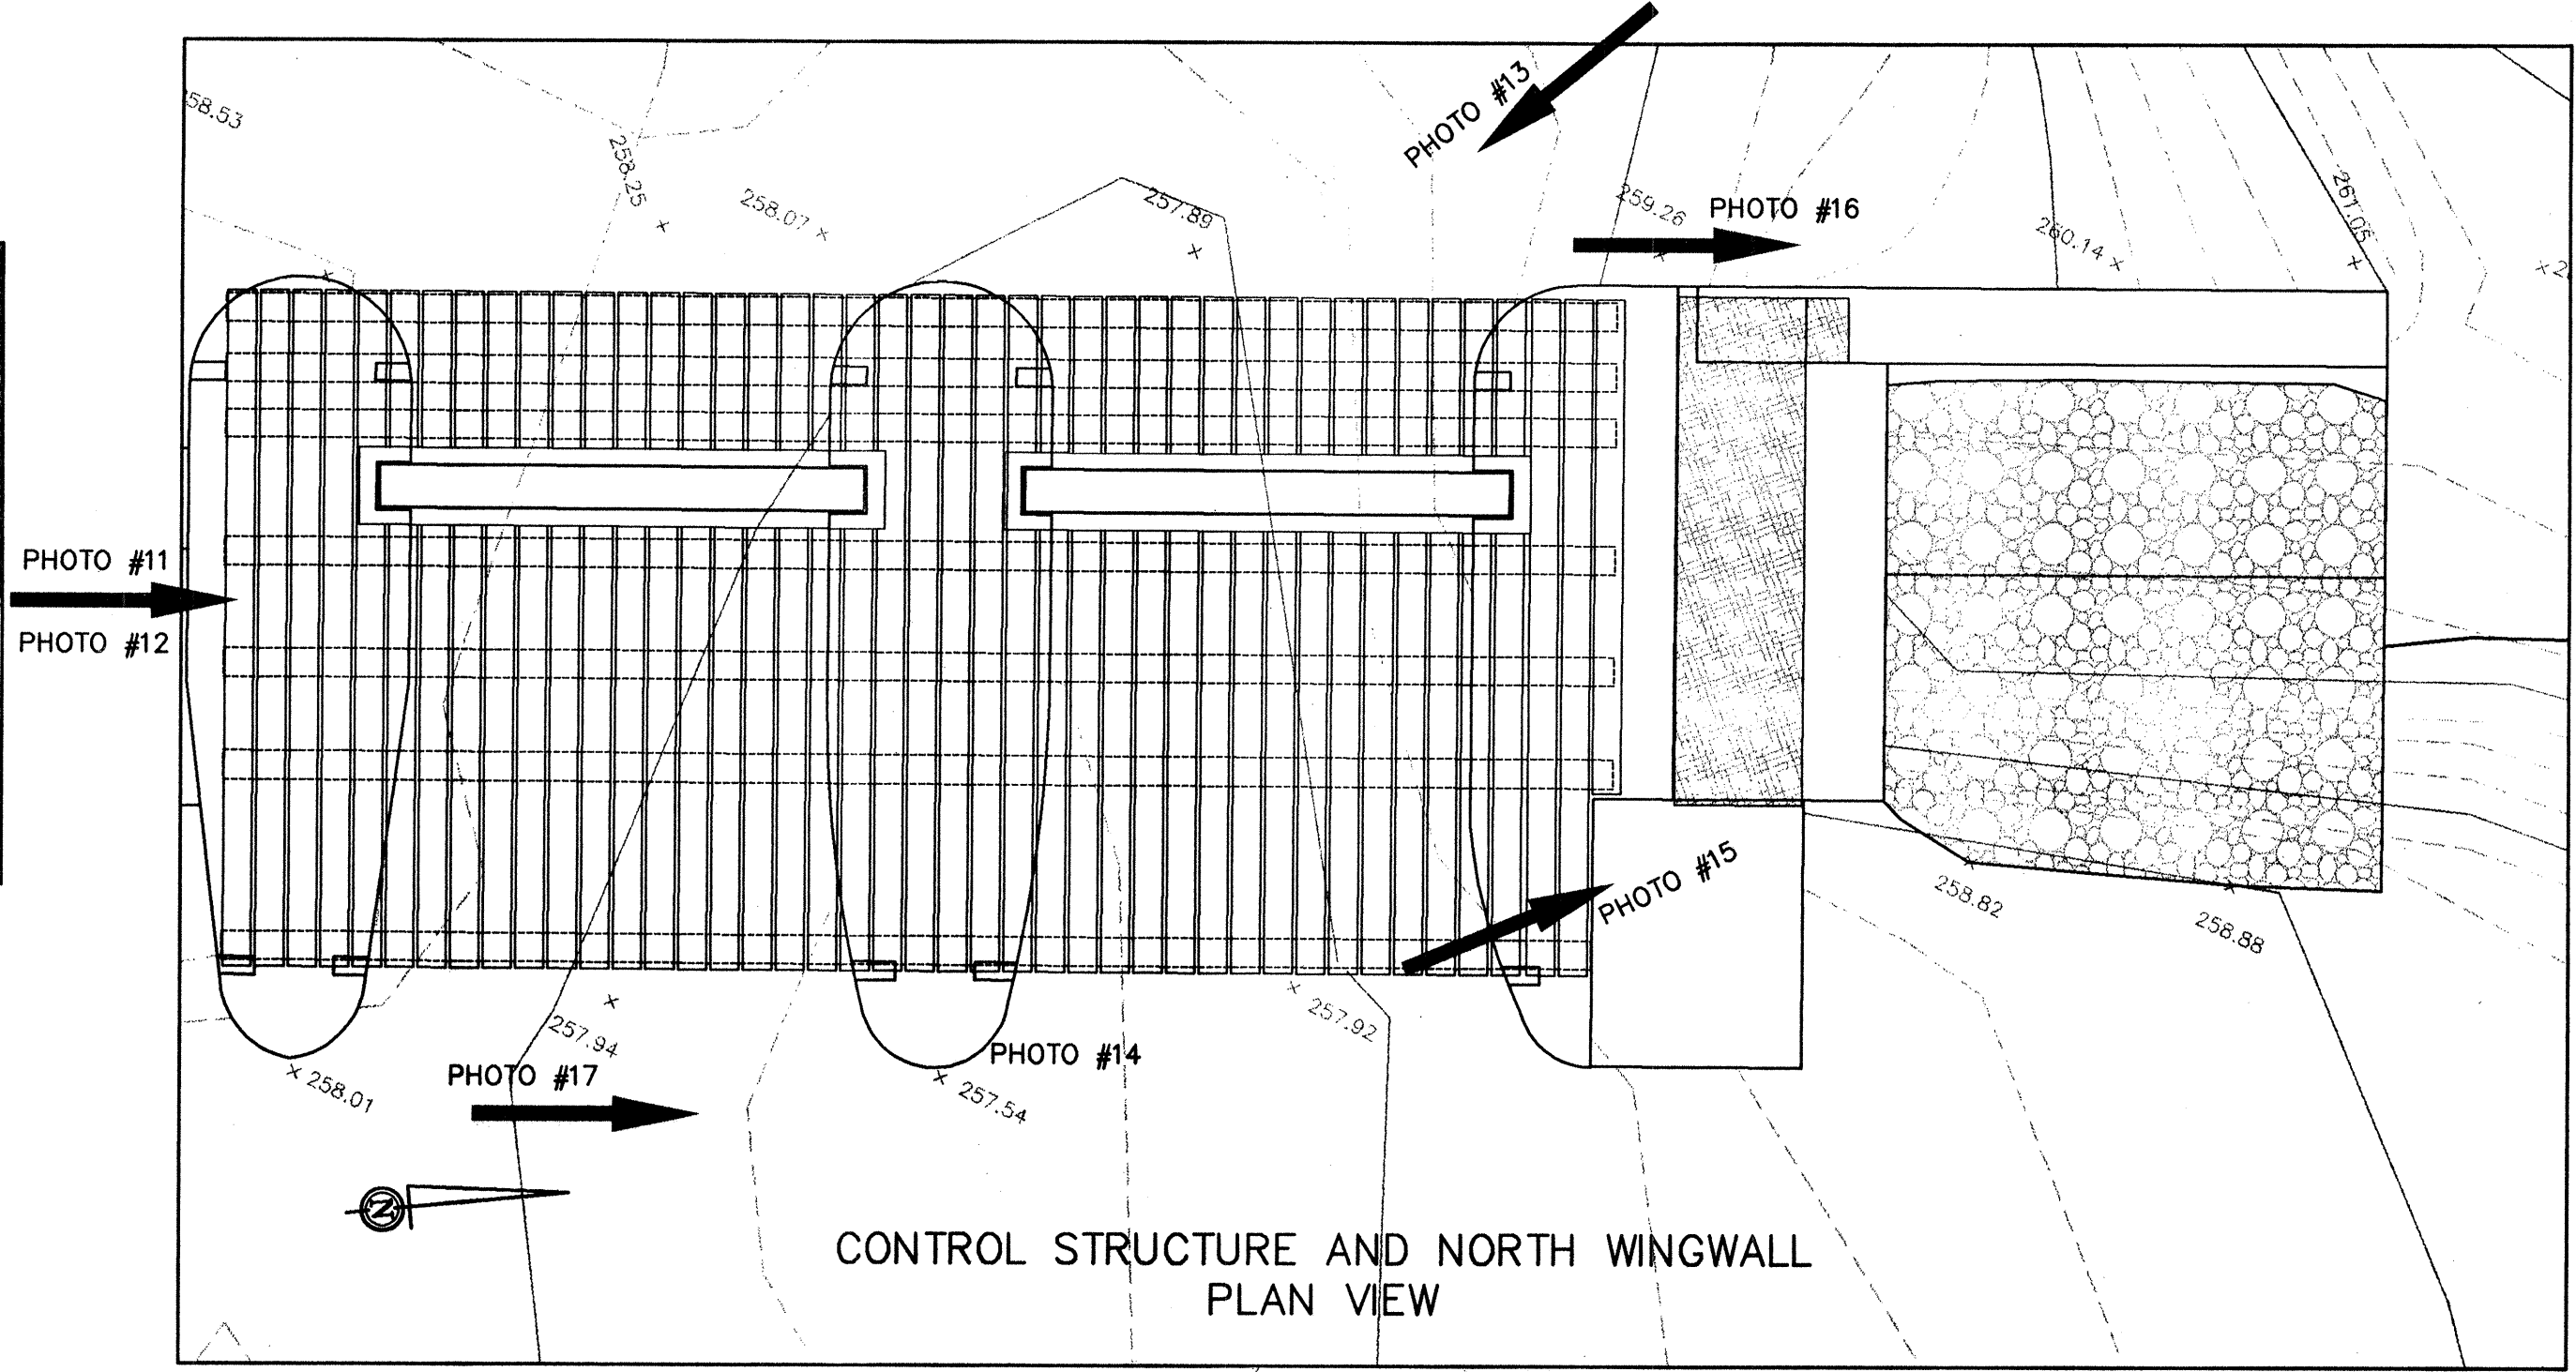 PHOTO #13
58.53
258.25
258.07
257.89
259.26
PHOTO #16
260.14
261.05
PHOTO #11
PHOTO #12
PHOTO #15
258.82
258.88
257.94
257.92
PHOTO #14
PHOTO #17
258.01
257.54
N
CONTROL STRUCTURE AND NORTH WINGWALL
PLAN VIEW